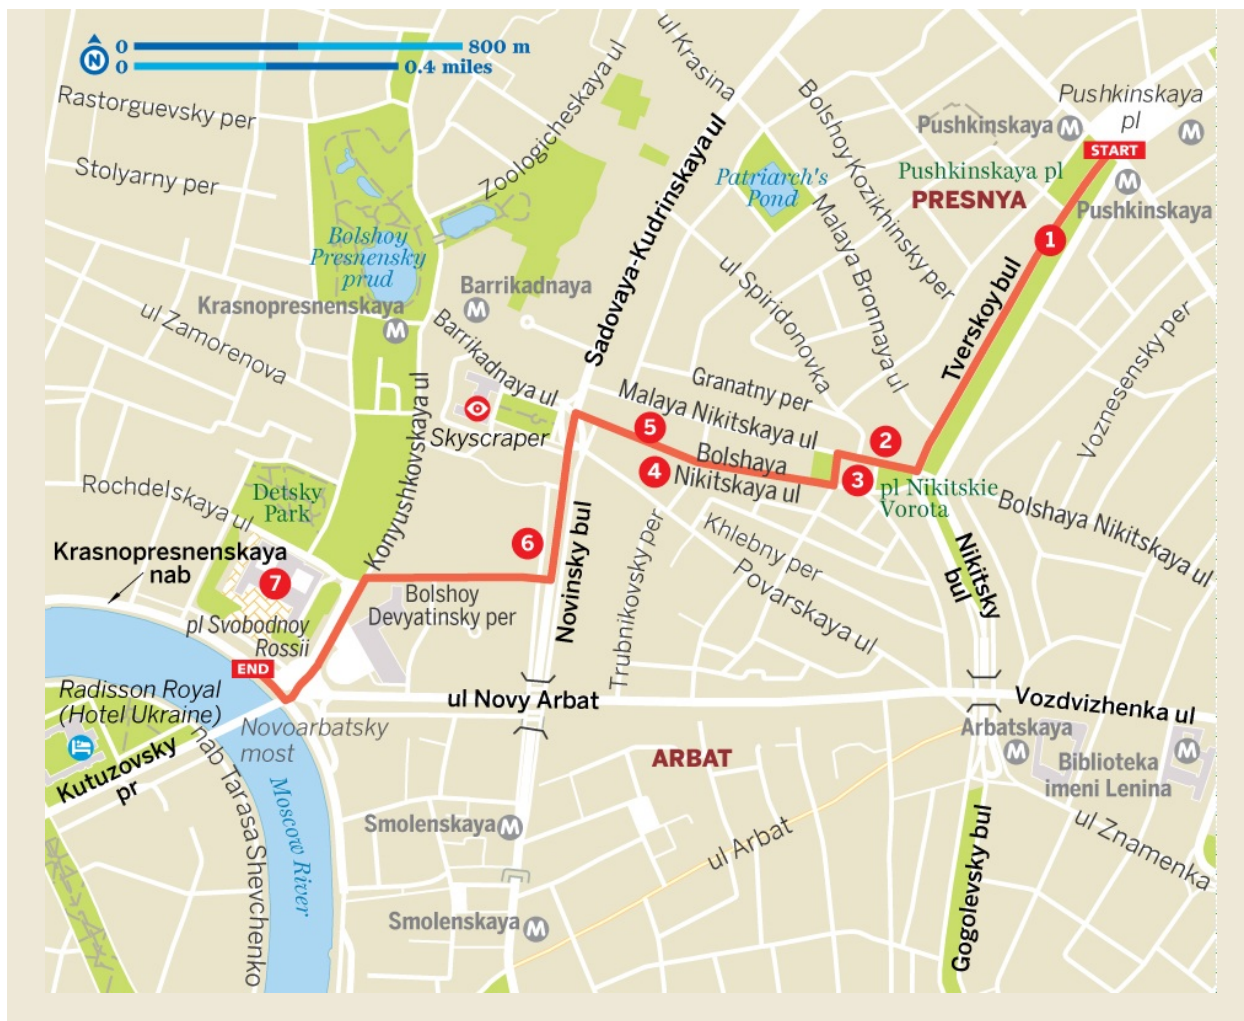 0 800 m
N
0 0.4 miles
ul Krasina
Rastorguevsky per
Stolyarny per
Zoologicheskaya ul
Sadovaya-Kudrinskaya ul
Bolshoy Kozikhinsky per
Pushkinskaya
pl
Pushkinskaya M
M
START
Pushkinskaya pl
PRESNYA
M
Pushkinskaya
Patriarch's
Pond
Malaya Bronnaya ul
1
Bolshoy
Presnensky
prud
Krasnopresnenskaya
M
Barrikadnaya
M
ul Zamorenova
Barrikadnaya ul
ul Spiridonovka
Tverskoy bul
Voznesensky per
Granatny per
Malaya Nikitskaya ul
Skyscraper
Konyushkovskaya ul
5
2
4
Bolshaya
Nikitskaya ul
3
pl Nikitskie
Vorota
Bolshaya Nikitskaya ul
Rochdelskaya ul
Detsky
Park
Krasnopresnenskaya
nab
7
6
Novinsky bul
Khlebny per
Povarskaya ul
Trubnikovsky per
Nikitsky
bul
Bolshoy
Devyatinsky per
pl Svobodnoy
Rossii
END
Radisson Royal
(Hotel Ukraine)
Novoarbatsky
most
Kutuzovsky
pr
nab Tarasa Shevchenko
Moscow River
ul Novy Arbat
Vozdvizhenka ul
ARBAT
Arbatskaya
M
Biblioteka
imeni Lenina
M
Smolenskaya M
Smolenskaya
M
ul Arbat
Gogolevsky bul
ul Znamenka